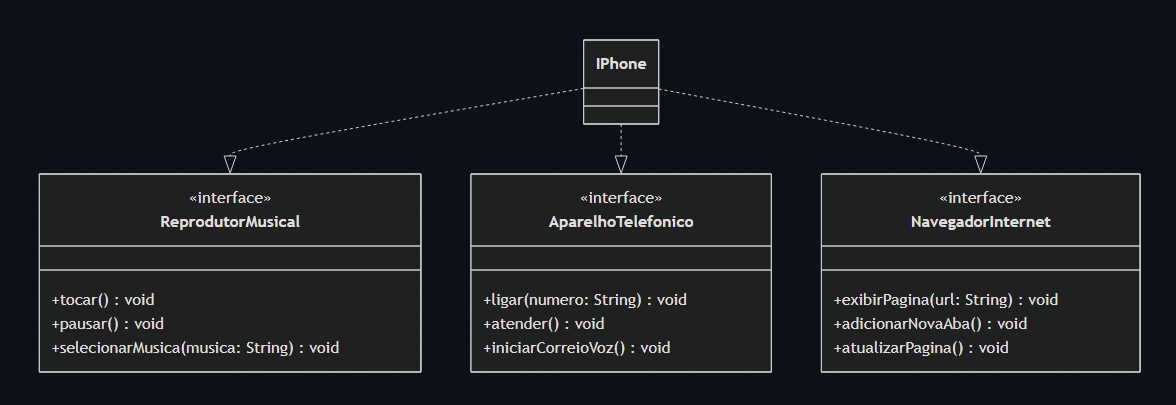 IPhone
«interface»
ReprodutorMusical
+tocar() : void
+pausar() : void
+selecionarMusica(musica: String) : void
«interface»
AparelhoTelefonico
+ligar(numero: String) : void
+atender() : void
+iniciarCorreioVoz() : void
«interface»
NavegadorInternet
+exibirPagina(url: String) : void
+adicionarNovaAba() : void
+atualizarPagina() : void